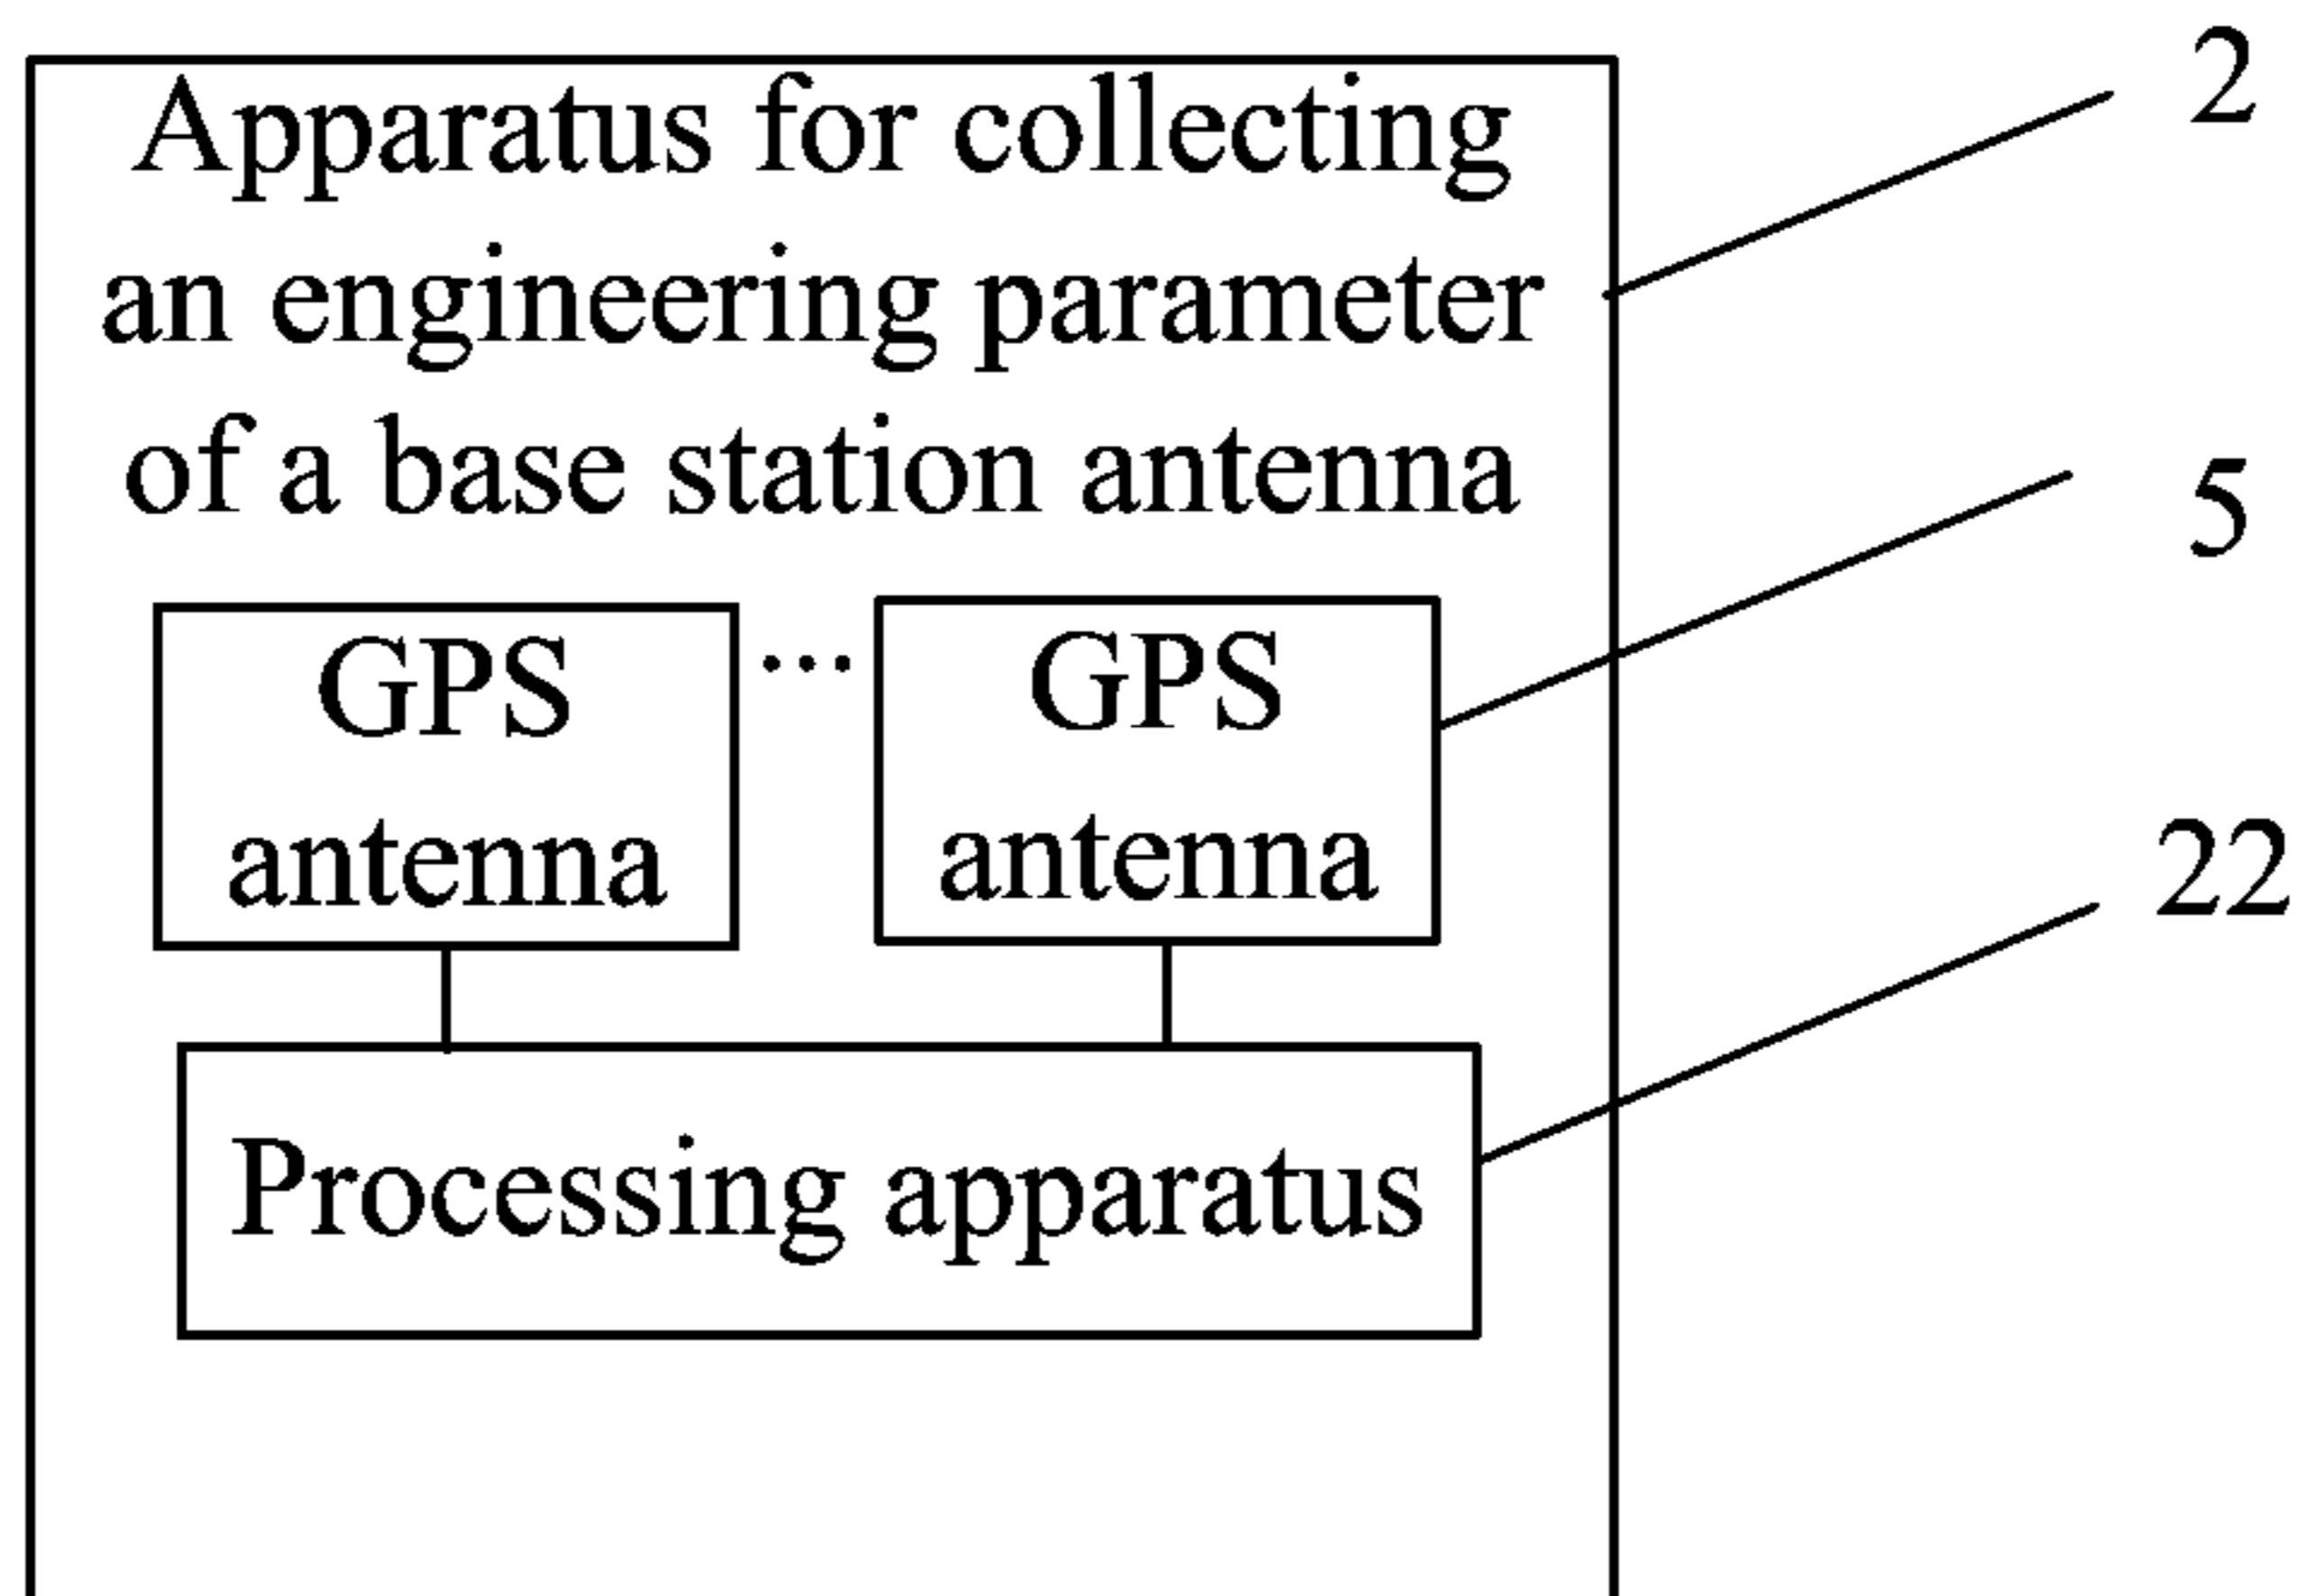 Apparatus for collecting
an engineering parameter
of a base station antenna
2
5
GPS
antenna
...
GPS
antenna
22
Processing apparatus